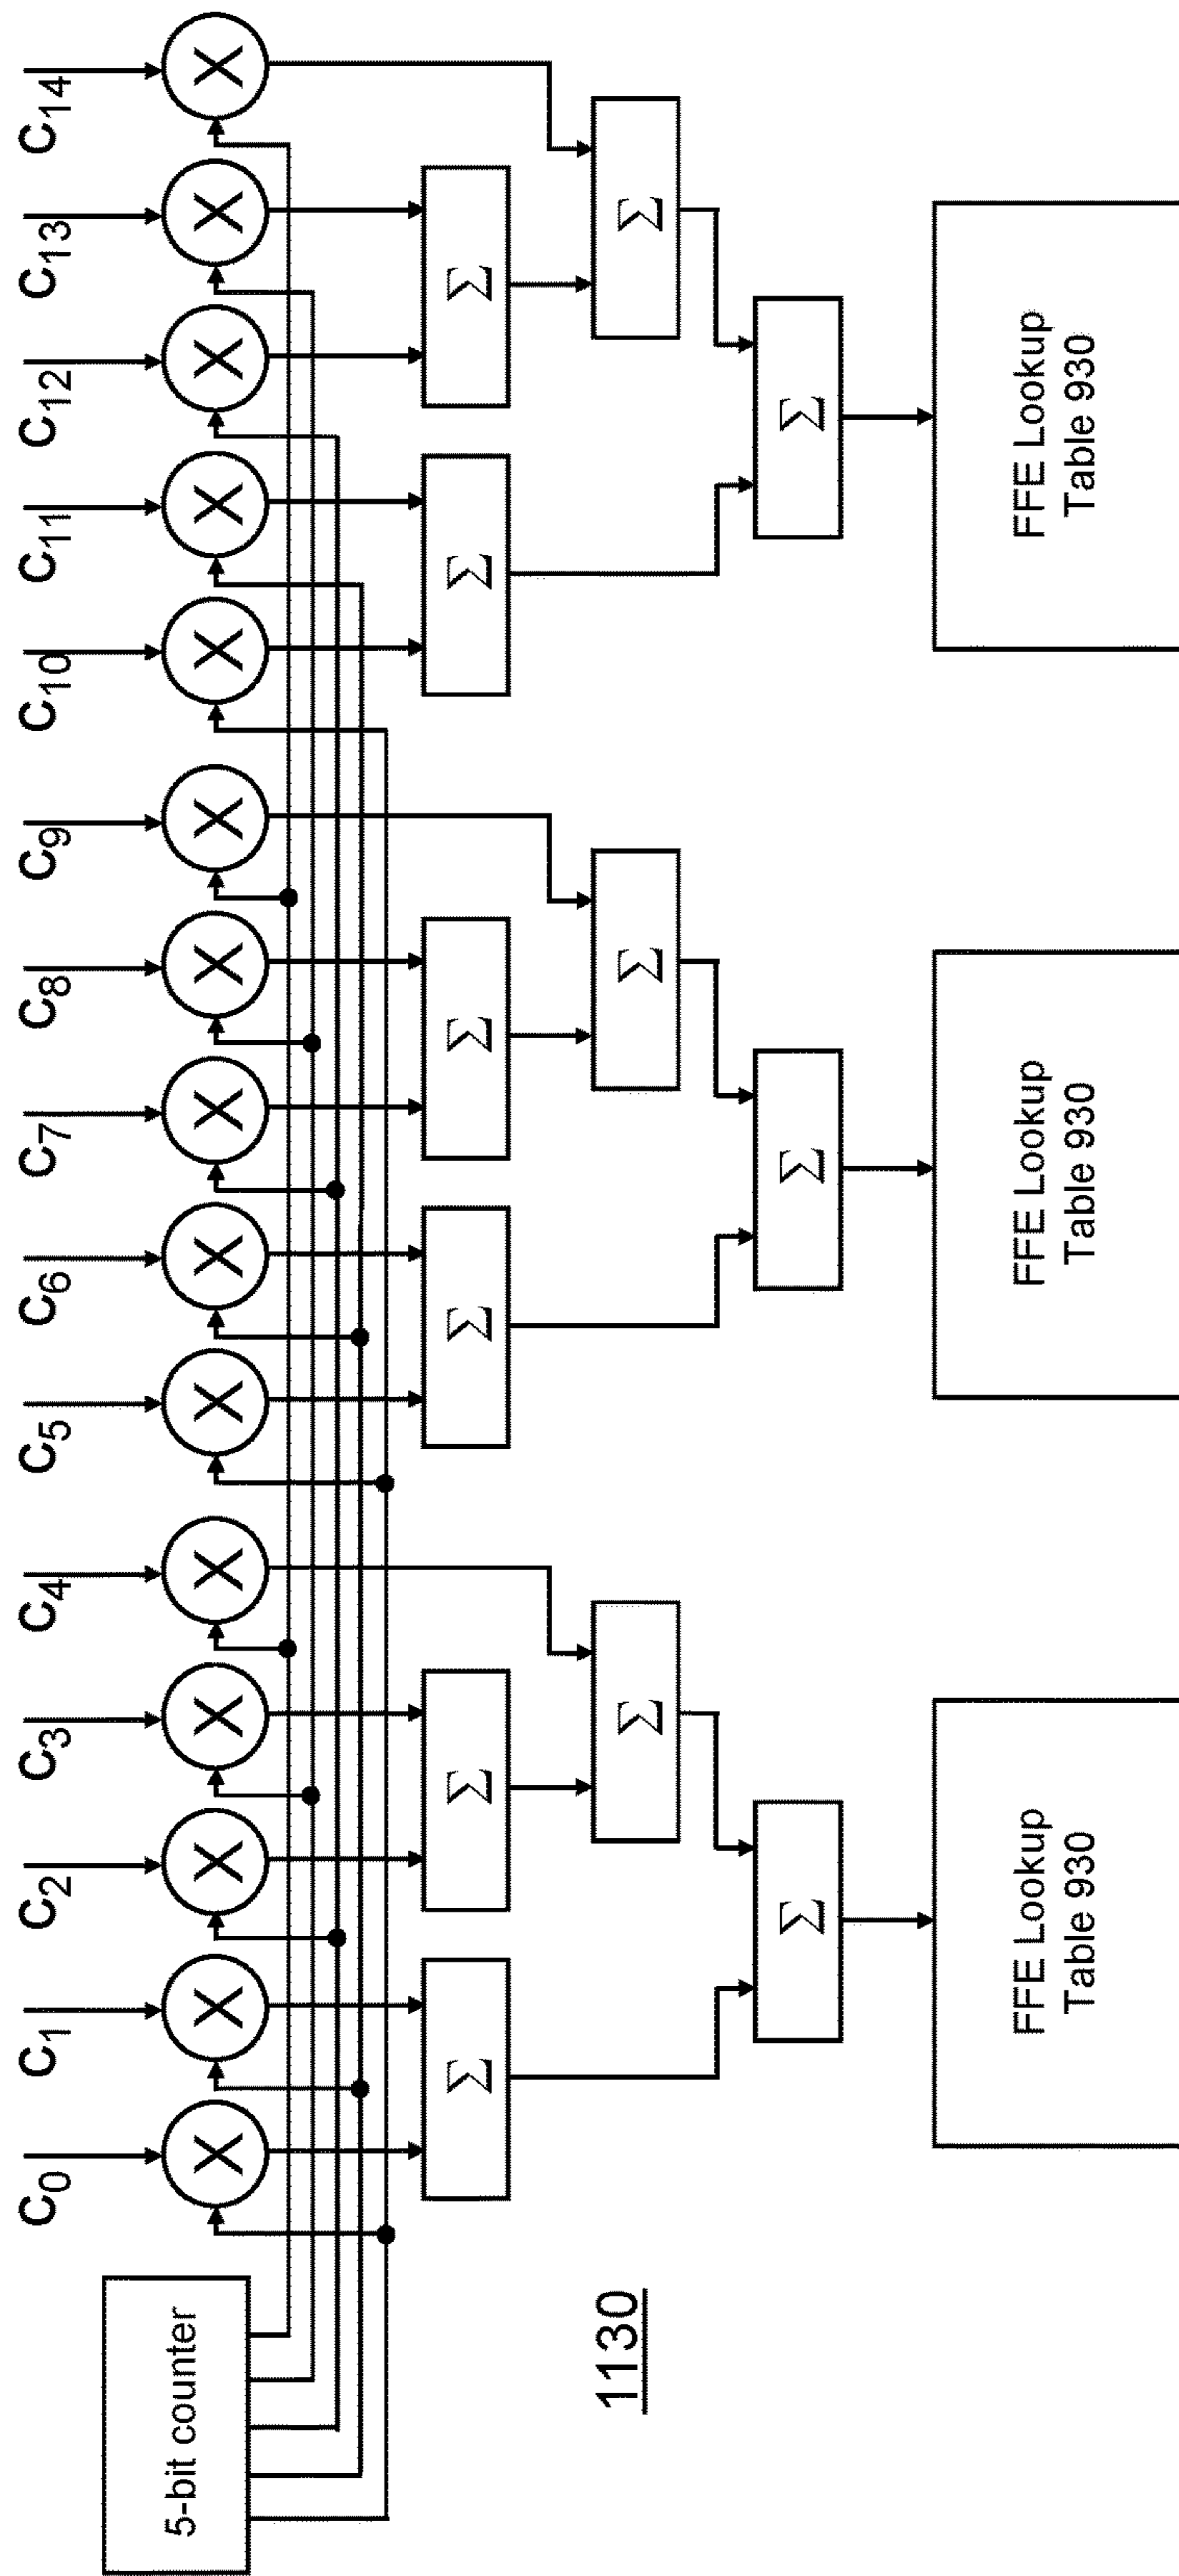 C0 C1 C2 C3 C4 C5 C6 C7 C8 C9 C10 C11 C12 C13 C14
5-bit counter
X X X X X X X X X X X X X X X
Σ Σ Σ Σ Σ Σ
Σ Σ Σ
Σ Σ Σ
1130
FFE Lookup
Table 930
FFE Lookup
Table 930
FFE Lookup
Table 930